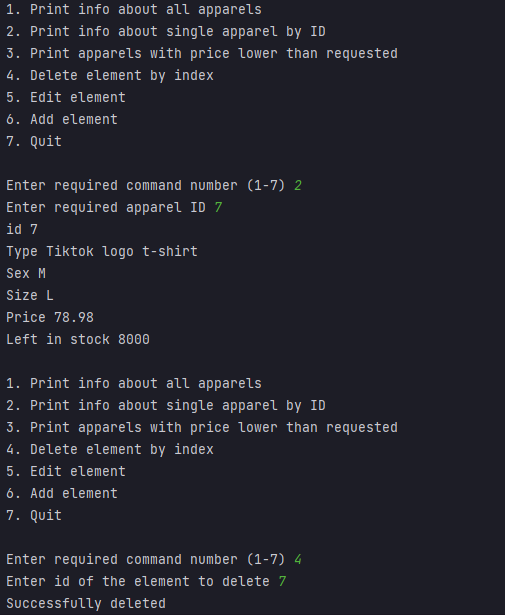 1. Print info about all apparels
2. Print info about single apparel by ID
3. Print apparels with price lower than requested
4. Delete element by index
5. Edit element
6. Add element
7. Quit
Enter required command number (1-7) 2
Enter required apparel ID 7
id 7
Type Tiktok logo t-shirt
Sex M
Size L
Price 78.98
Left in stock 8000
1. Print info about all apparels
2. Print info about single apparel by ID
3. Print apparels with price lower than requested
4. Delete element by index
5. Edit element
6. Add element
7. Quit
Enter required command number (1-7) 4
Enter id of the element to delete 7
Successfully deleted